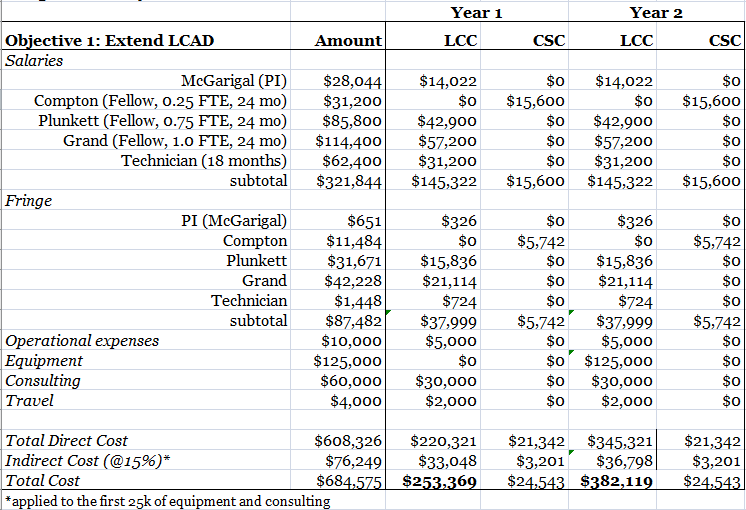 Year 1 Year 2
Objective 1: Extend LCAD Amount LCC CSC LCC CSC
Salaries
McGarigal (PI) $28,044 $14,022 $0 $14,022 $0
Compton (Fellow, 0.25 FTE, 24 mo) $31,200 $0 $15,600 $0 $15,600
Plunkett (Fellow, 0.75 FTE, 24 mo) $85,800 $42,900 $0 $42,900 $0
Grand (Fellow, 1.0 FTE, 24 mo) $114,400 $57,200 $0 $57,200 $0
Technician (18 months) $62,400 $31,200 $0 $31,200 $0
subtotal $321,844 $145,322 $15,600 $145,322 $15,600
Fringe
PI (McGarigal) $651 $326 $0 $326 $0
Compton $11,484 $0 $5,742 $0 $5,742
Plunkett $31,671 $15,836 $0 $15,836 $0
Grand $42,228 $21,114 $0 $21,114 $0
Technician $1,448 $724 $0 $724 $0
subtotal $87,482 $37,999 $5,742 $37,999 $5,742
Operational expenses $10,000 $5,000 $0 $5,000 $0
Equipment $125,000 $0 $0 $125,000 $0
Consulting $60,000 $30,000 $0 $30,000 $0
Travel $4,000 $2,000 $0 $2,000 $0
Total Direct Cost $608,326 $220,321 $21,342 $345,321 $21,342
Indirect Cost (@15%)* $76,249 $33,048 $3,201 $36,798 $3,201
Total Cost $684,575 $253,369 $24,543 $382,119 $24,543
*applied to the first 25k of equipment and consulting